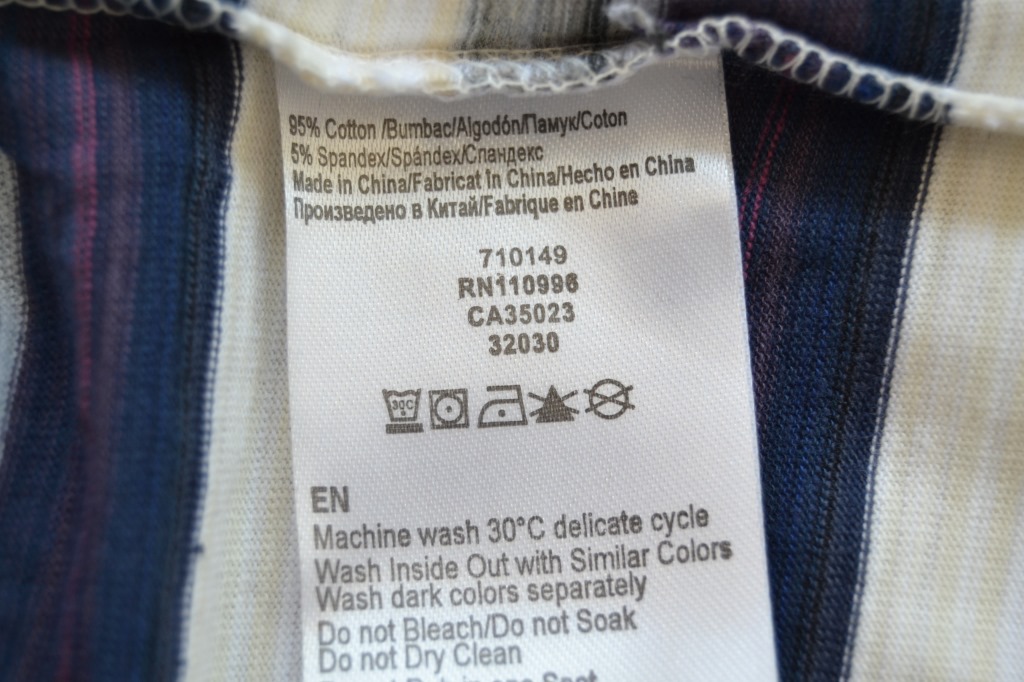 95% Cotton /Bumbac/Algodón/Памук/Coton
5% Spandex/Spándex/Спандекс
Made in China/Fabricat în China/Hecho en China
Произведено в Китай/Fabrique en Chine
710149
RN110996
CA35023
32030
30C
EN
Machine wash 30°C delicate cycle
Wash Inside Out with Similar Colors
Wash dark colors separately
Do not Bleach/Do not Soak
Do not Dry Clean